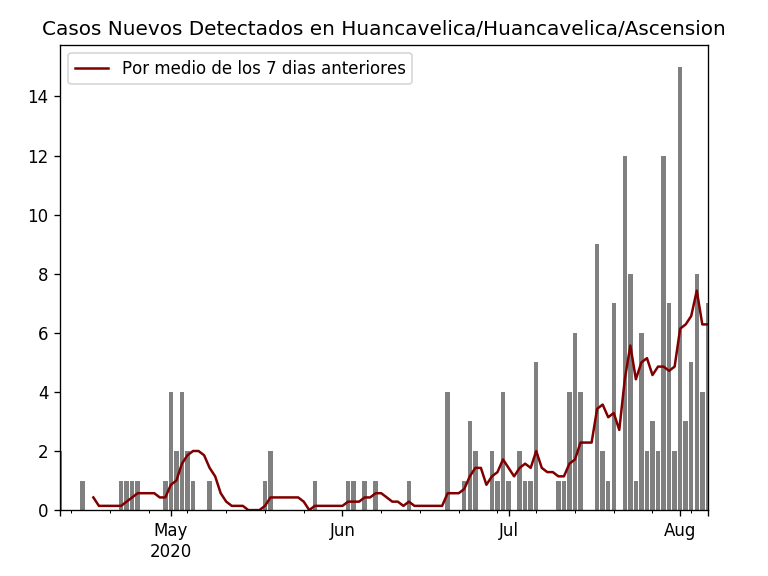 Casos Nuevos Detectados en Huancavelica/Huancavelica/Ascension
Por medio de los 7 dias anteriores
14
12
10
8
6
4
2
0
May
2020
Jun
Jul
Aug